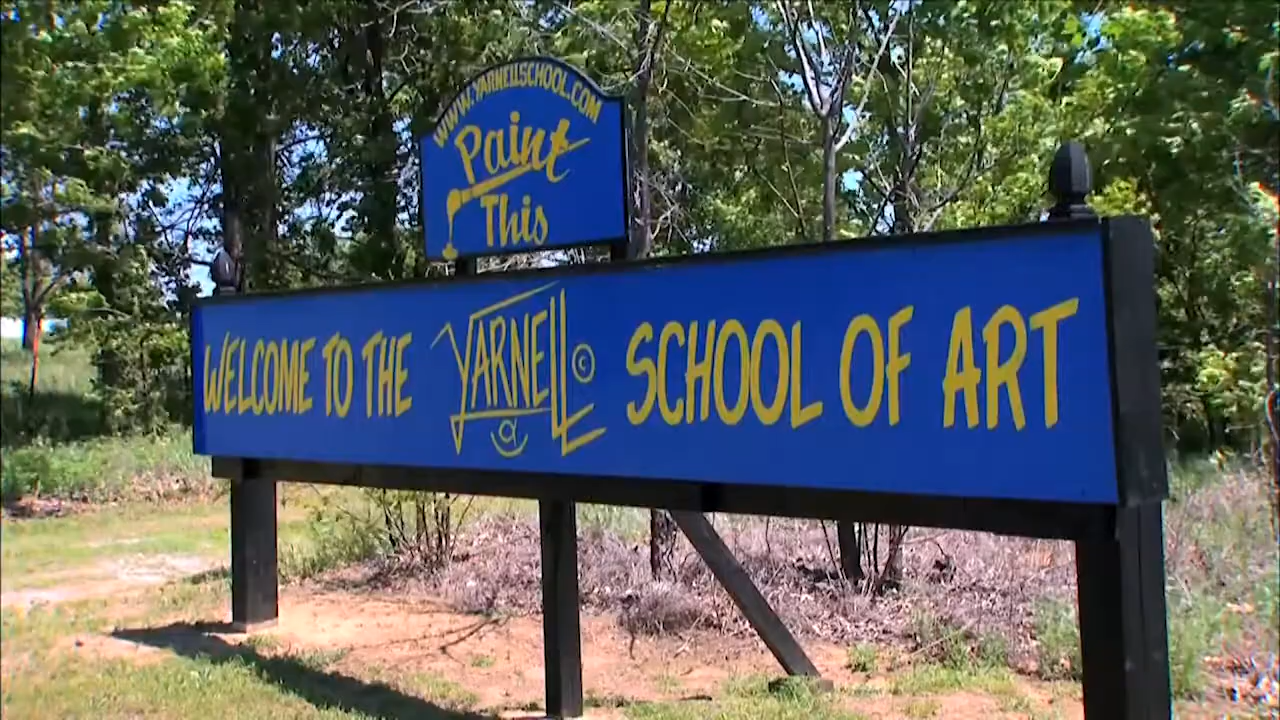 WWW.YARNELLSCHOOL.COM
Paint
This
WELCOME TO THE YARNELL © SCHOOL OF ART